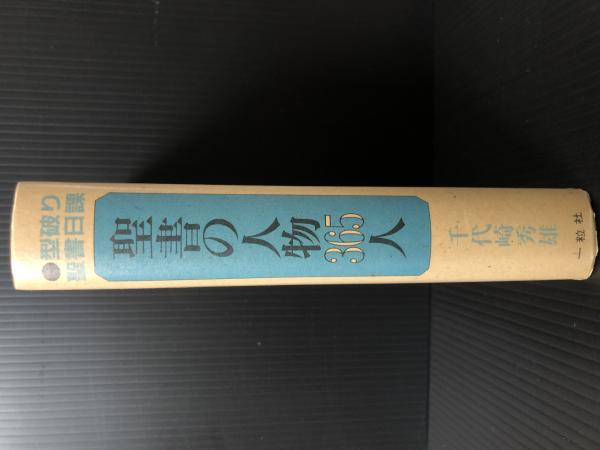 型破り
聖書日課
聖書の人物365人
千代崎秀雄
一粒社